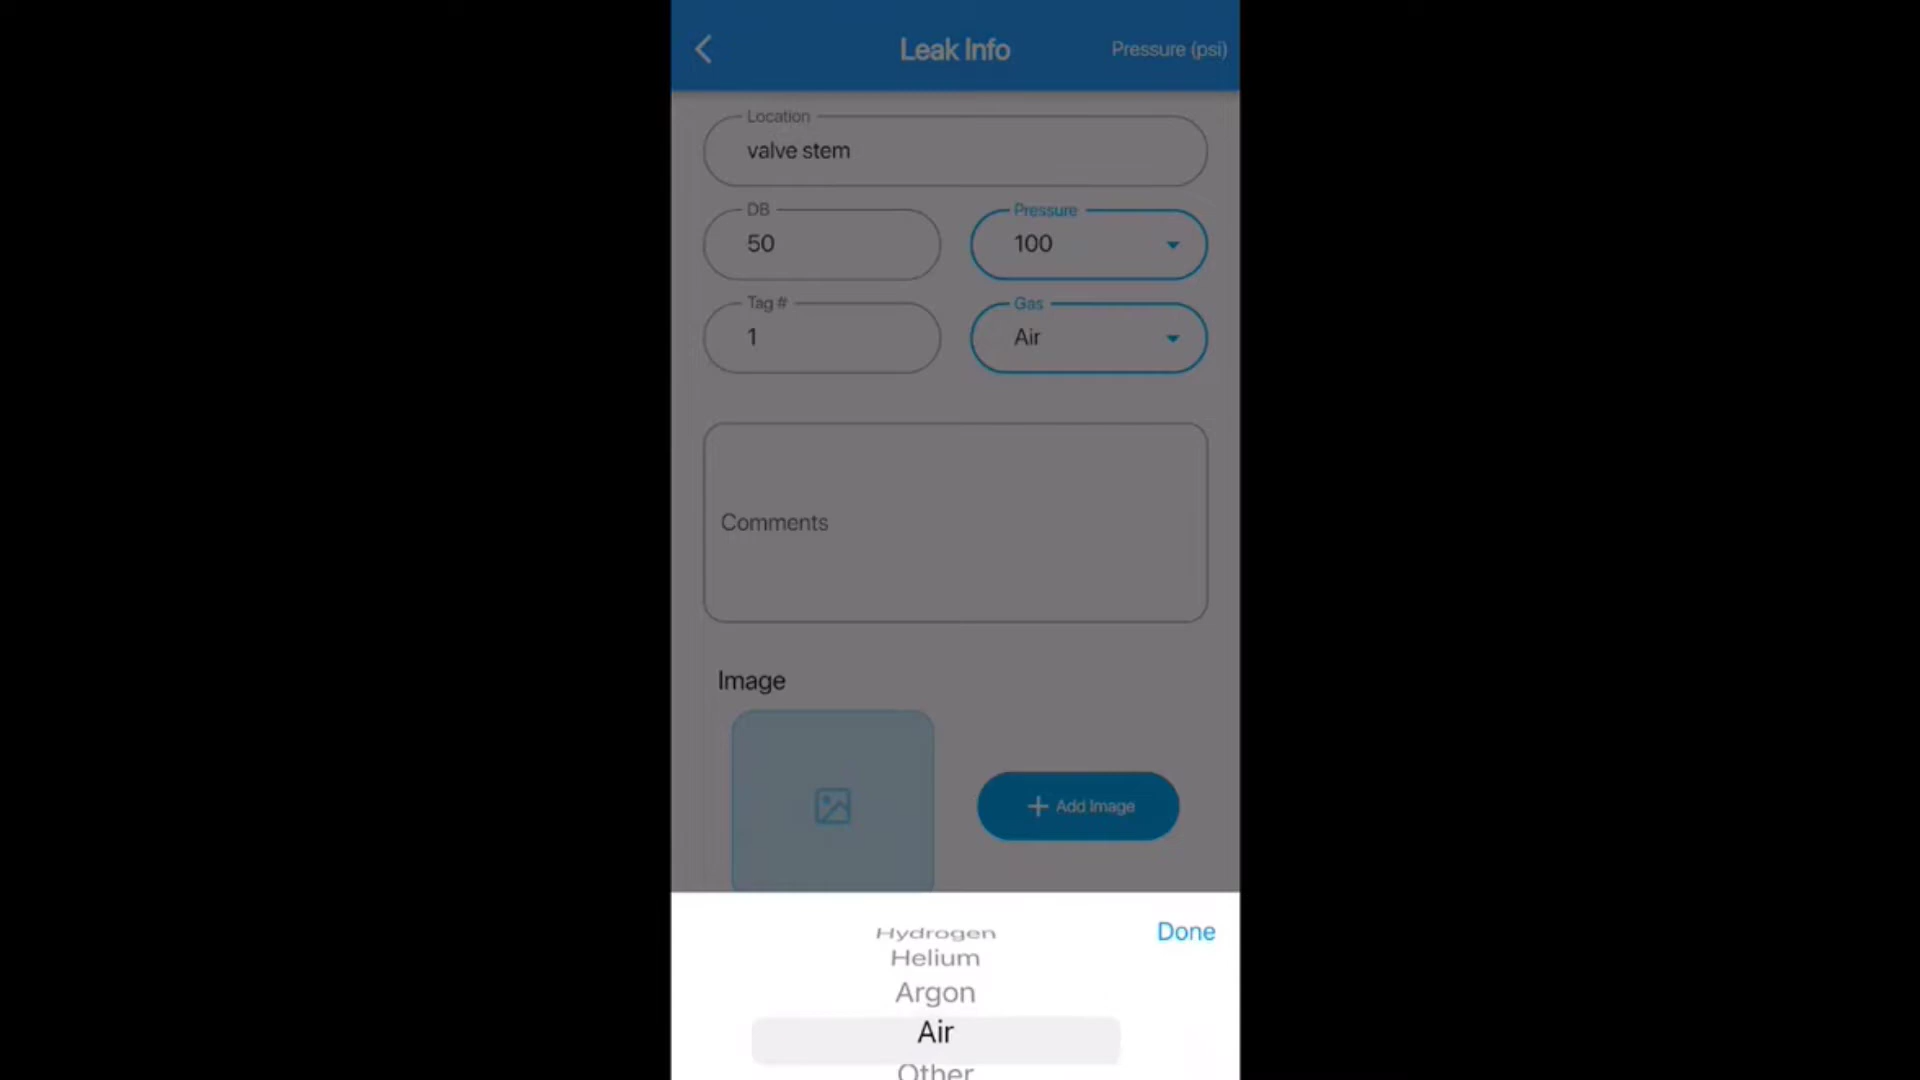 Leak Info
Pressure (psi)
Location
valve stem
DB
50
Pressure
100
Tag #
1
Gas
Air
Comments
Image
Add Image
Done
Hydrogen
Helium
Argon
Air
Other